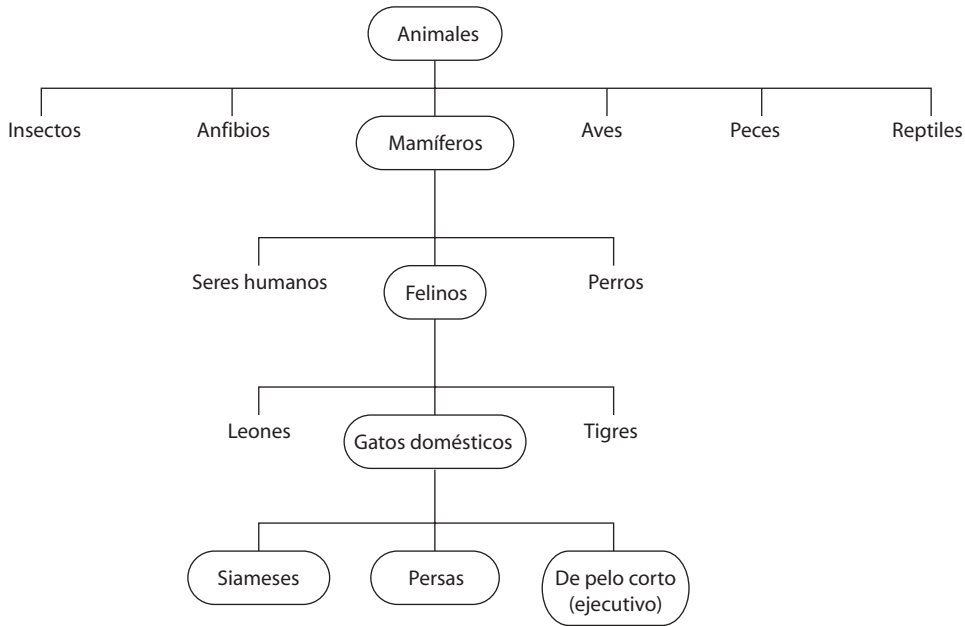 Animales
Insectos
Anfibios
Mamíferos
Aves
Peces
Reptiles
Seres humanos
Felinos
Perros
Leones
Gatos domésticos
Tigres
Siameses
Persas
De pelo corto
(ejecutivo)